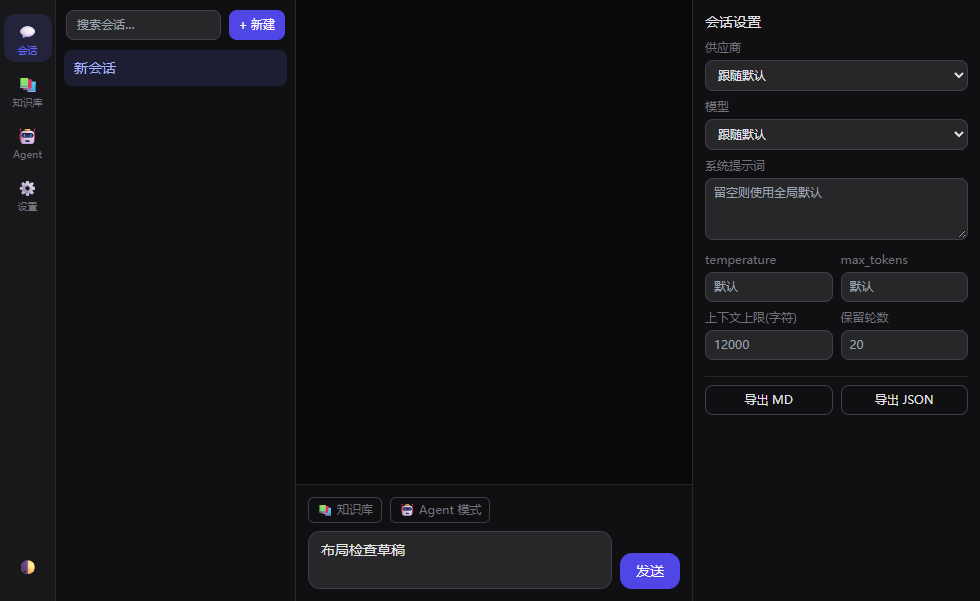 会话
知识库
Agent
设置
搜索会话...
+ 新建
新会话
知识库
Agent 模式
布局检查草稿
发送
会话设置
供应商
跟随默认
模型
跟随默认
系统提示词
留空则使用全局默认
temperature
max_tokens
默认
默认
上下文上限(字符)
保留轮数
12000
20
导出 MD
导出 JSON